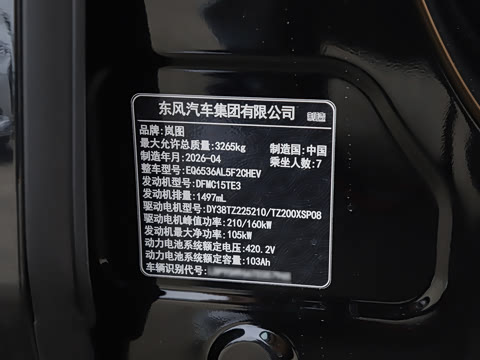 东风汽车集团有限公司 制造
品牌:岚图
最大允许总质量:3265kg 制造国:中国
制造年月:2026-04 乘坐人数:7
整车型号:EQ6536AL5F2CHEV
发动机型号:DFMC15TE3
发动机排量:1497mL
驱动电机型号:DY38TZ225210/TZ200XSP08
驱动电机峰值功率:210/160kW
发动机最大净功率:105kW
动力电池系统额定电压:420.2V
动力电池系统额定容量:103Ah
车辆识别代号: